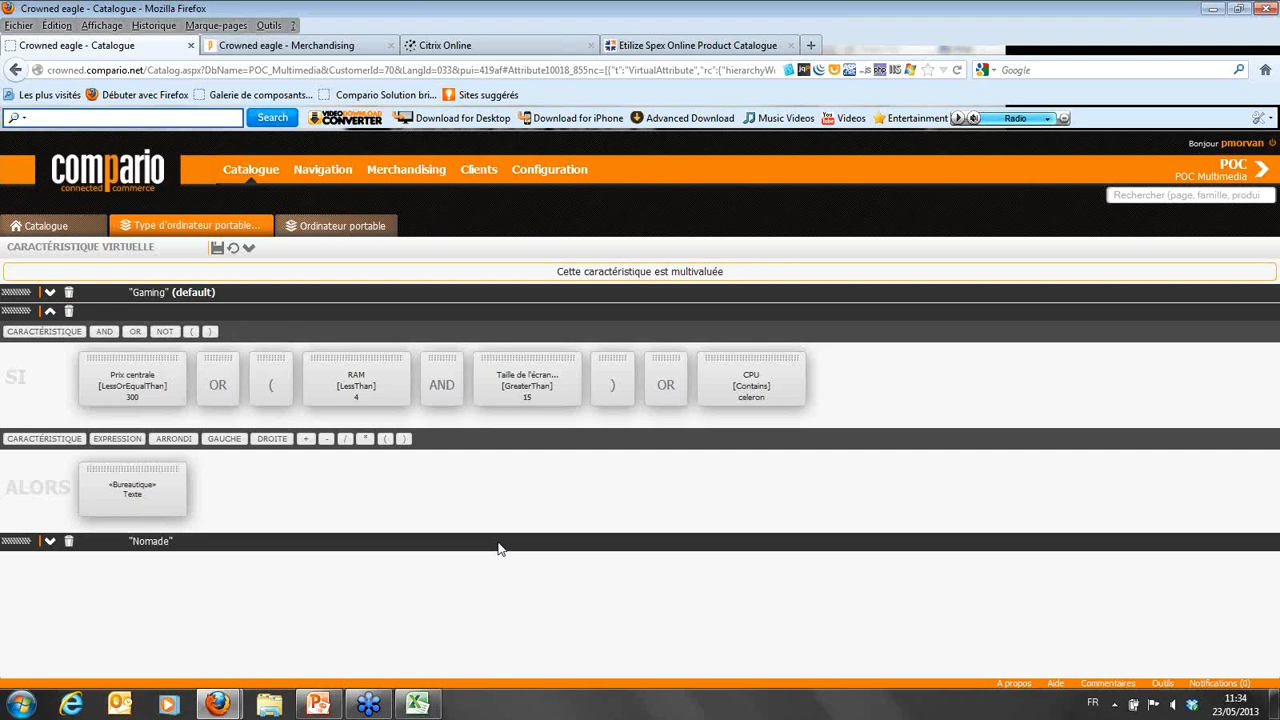 Crowned eagle - Catalogue - Mozilla Firefox
Fichier Édition Affichage Historique Marque-pages Outils ?
Crowned eagle - Catalogue × Crowned eagle - Merchandising × Citrix Online × Etilize Spex Online Product Catalogue × +
crowned.compario.net/Catalog.aspx?DbName=POC_Multimedia&CustomerId=70&LangId=033&pui=419af#Attribute10018_855nc=[[{"t":"VirtualAttribute","rc":{"hierarchyW
Google
Les plus visités Débuter avec Firefox Galerie de composants... Compario Solution bri... Sites suggérés
Search VIDEO DOWNLOAD CONVERTER Download for Desktop Download for iPhone Advanced Download Music Videos Videos Entertainment Radio
Bonjour pmorvan
compario
connected commerce
Catalogue Navigation Merchandising Clients Configuration
POC
POC Multimedia
Rechercher (page, famille, produi
Catalogue Type d'ordinateur portable... Ordinateur portable
CARACTÉRISTIQUE VIRTUELLE
Cette caractéristique est multivaluée
"Gaming" (default)
CARACTÉRISTIQUE AND OR NOT ( )
SI
Prix centrale
[LessOrEqualThan]
300
OR
(
RAM
[LessThan]
4
AND
Taille de l'écran...
[GreaterThan]
15
)
OR
CPU
[Contains]
celeron
CARACTÉRISTIQUE EXPRESSION ARRONDI GAUCHE DROITE + - / * ( )
ALORS
«Bureautique»
Texte
"Nomade"
A propos Aide Commentaires Outils Notifications (0)
FR
11:34
23/05/2013